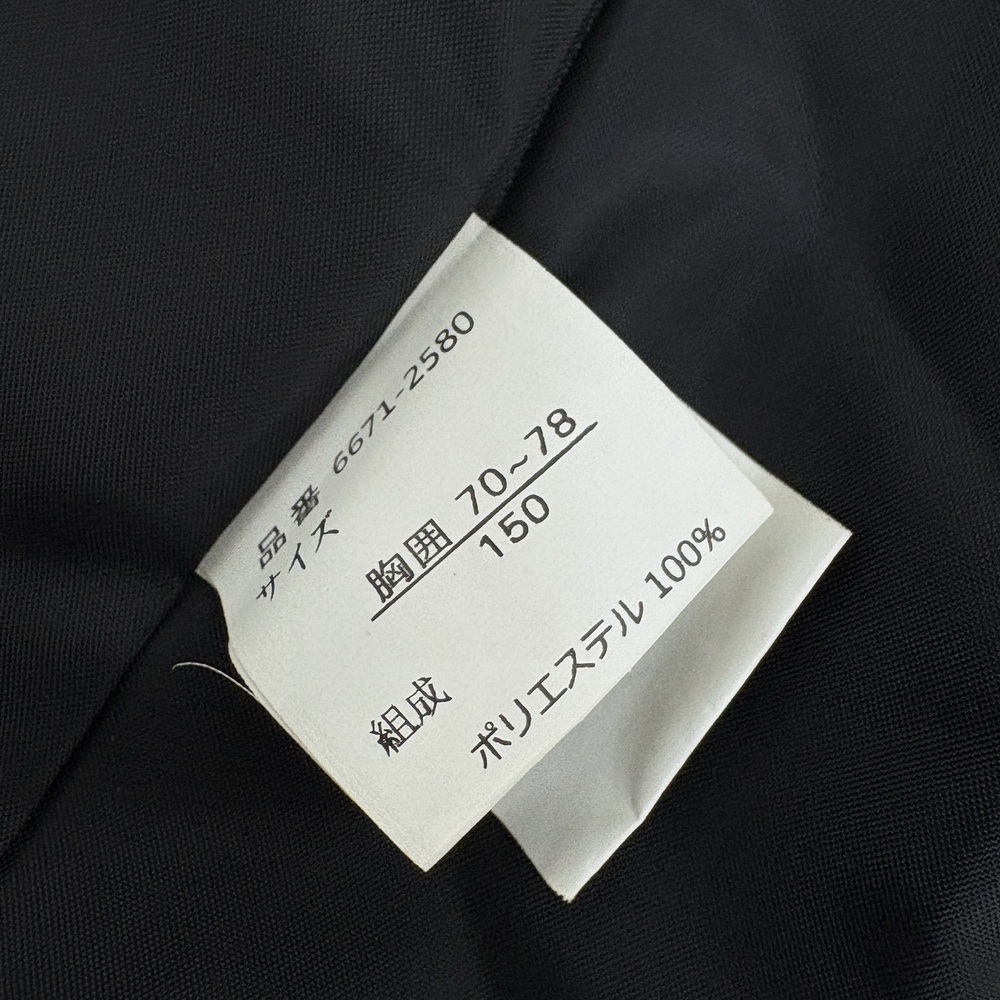 品番 6671-2580
サイズ
胸囲 70~78
150
組成
ポリエステル 100%